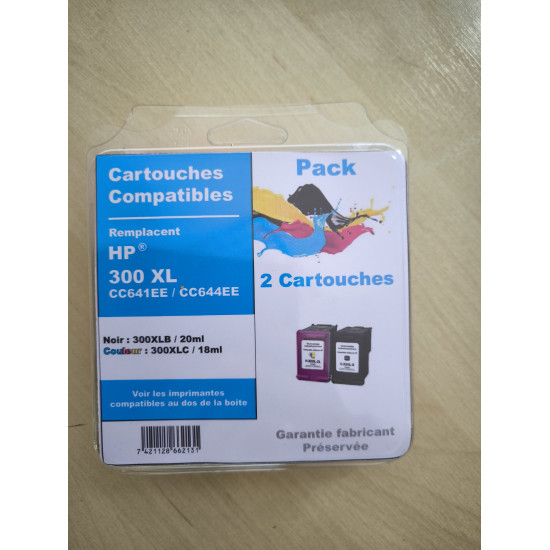 Cartouches
Compatibles
Remplacent
HP®
300 XL
CC641EE / CC644EE
Noir : 300XLB / 20ml
Couleur : 300XLC / 18ml
Voir les imprimantes
compatibles au dos de la boite
7421128662131
Pack
2 Cartouches
Garantie fabricant
Préservée